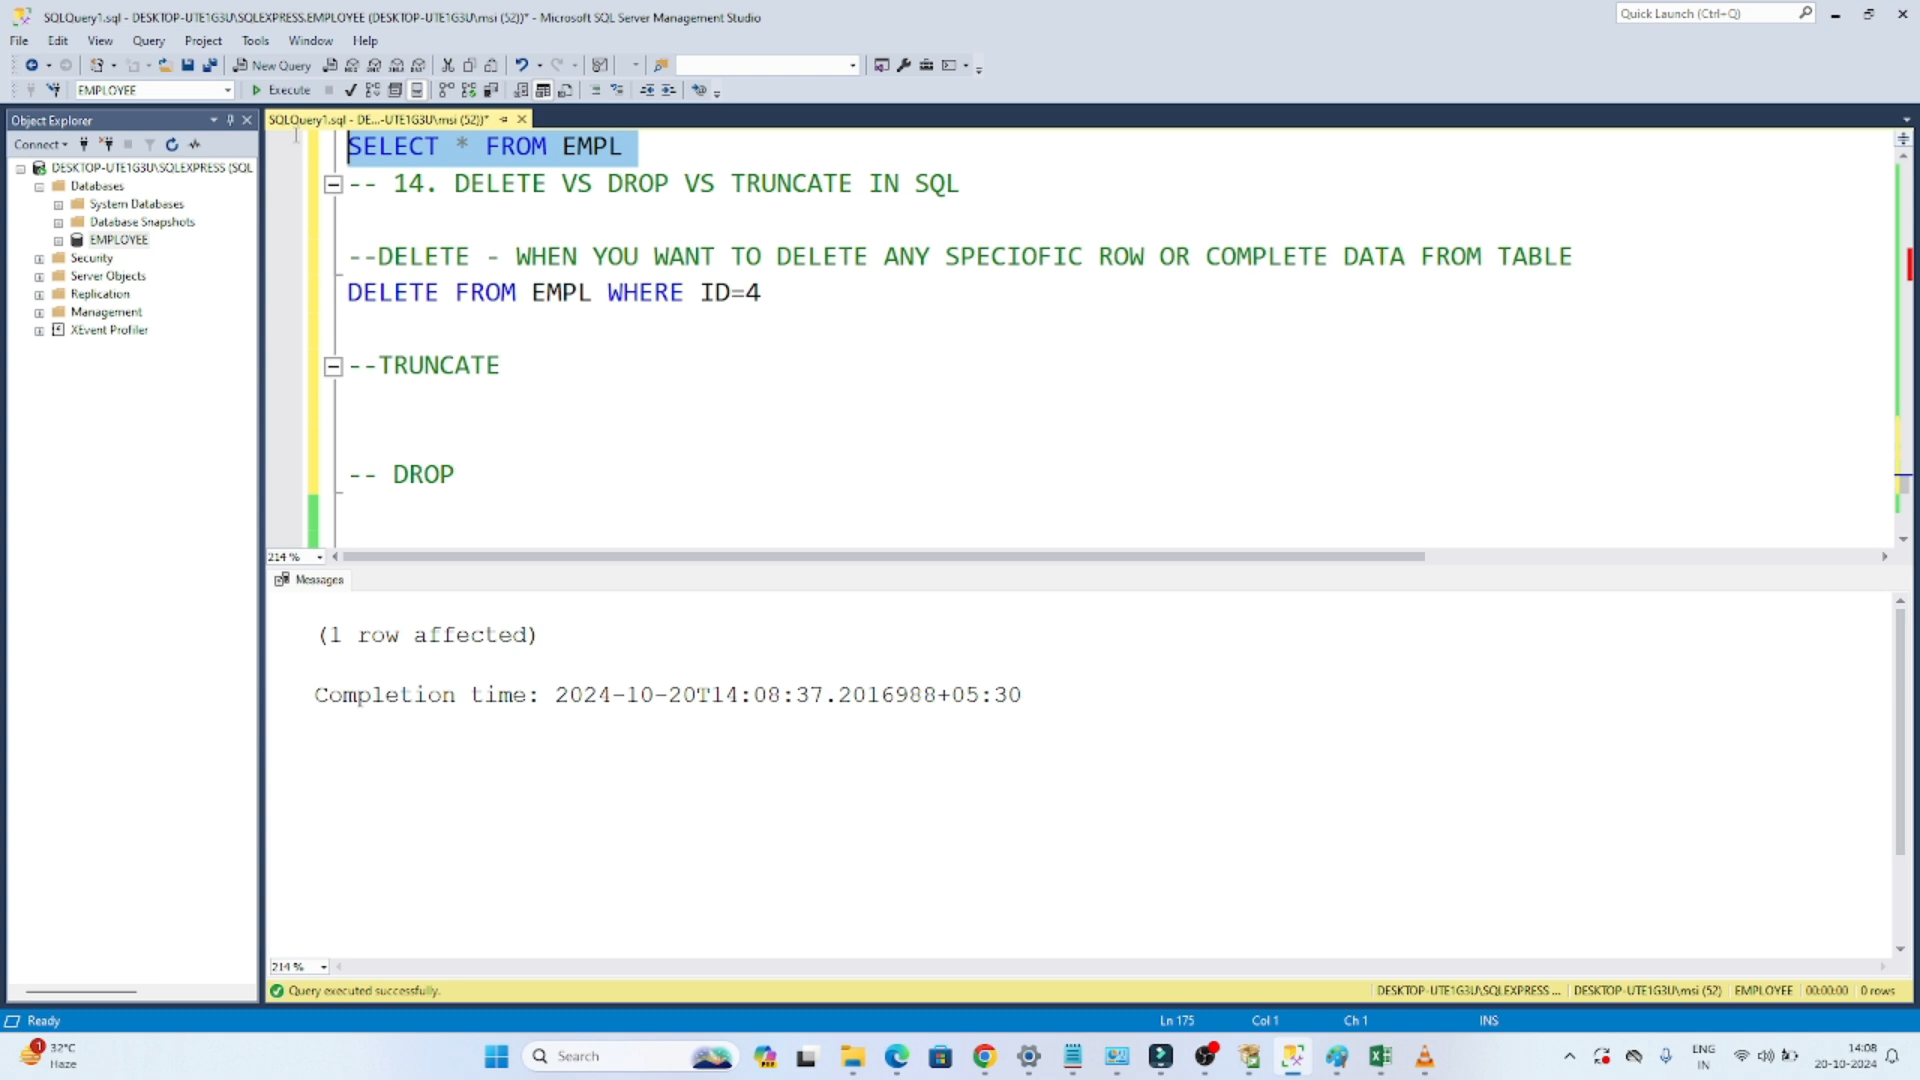 SQLQuery1.sql - DESKTOP-UTE1G3U\SQLEXPRESS.EMPLOYEE (DESKTOP-UTE1G3U\msi (52))* - Microsoft SQL Server Management Studio
Quick Launch (Ctrl+Q)
File Edit View Query Project Tools Window Help
New Query
EMPLOYEE
Execute
Object Explorer
SQLQuery1.sql - DE...-UTE1G3U\msi (52))*
Connect
DESKTOP-UTE1G3U\SQLEXPRESS (SQL
Databases
System Databases
Database Snapshots
EMPLOYEE
Security
Server Objects
Replication
Management
XEvent Profiler
SELECT * FROM EMPL
-- 14. DELETE VS DROP VS TRUNCATE IN SQL
--DELETE - WHEN YOU WANT TO DELETE ANY SPECIOFIC ROW OR COMPLETE DATA FROM TABLE
DELETE FROM EMPL WHERE ID=4
--TRUNCATE
-- DROP
214 %
Messages
(1 row affected)
Completion time: 2024-10-20T14:08:37.2016988+05:30
214 %
Query executed successfully.
DESKTOP-UTE1G3U\SQLEXPRESS ... DESKTOP-UTE1G3U\msi (52) EMPLOYEE 00:00:00 0 rows
Ready
Ln 175 Col 1 Ch 1 INS
1
32°C
Haze
Search
ENG
IN
14:08
20-10-2024